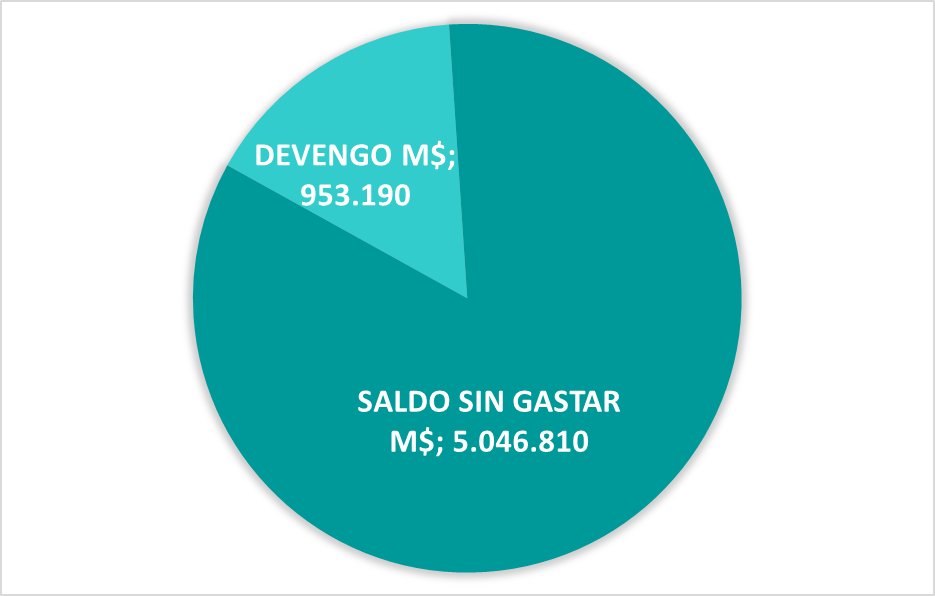 DEVENGO M$;
953.190
SALDO SIN GASTAR
M$; 5.046.810